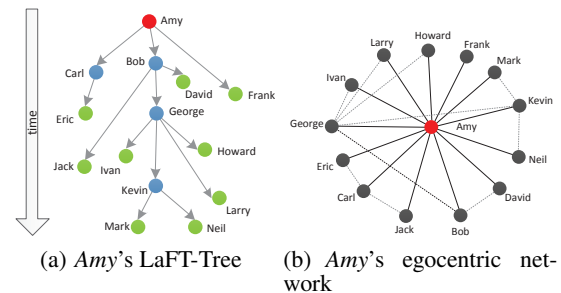 time
Amy
Bob
Carl
David
Frank
Eric
George
Jack
Ivan
Howard
Kevin
Larry
Mark
Neil
(a) Amy's LaFT-Tree
Howard
Larry
Frank
Mark
Ivan
Kevin
George
Amy
Eric
Neil
Carl
David
Jack
Bob
(b) Amy's egocentric net-
work